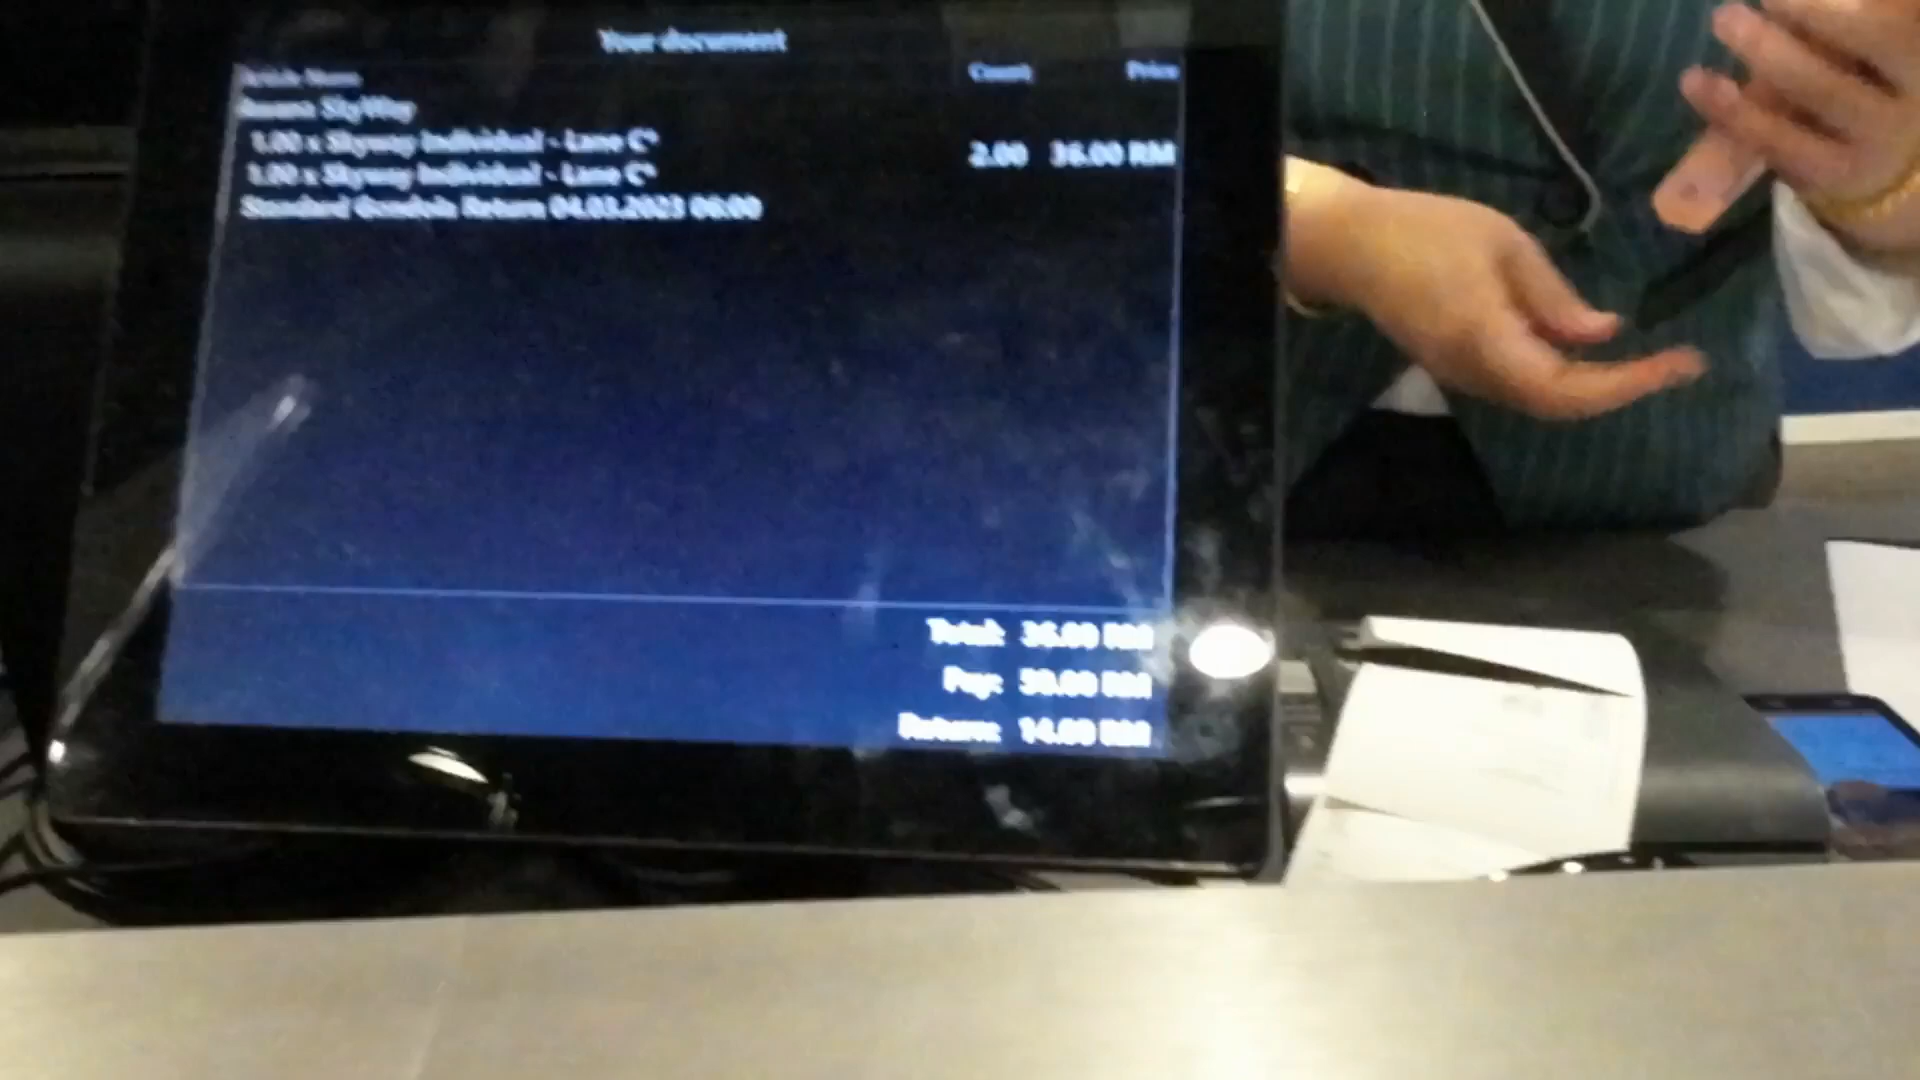 Your document
Article Name Count Price
Awana SkyWay
1.00 x Skyway Individual - Lane C* 2.00 36.00 RM
1.00 x Skyway Individual - Lane C*
Standard Gondola Return 04.03.2023 06:00
Total: 36.00 RM
Pay: 50.00 RM
Return: 14.00 RM